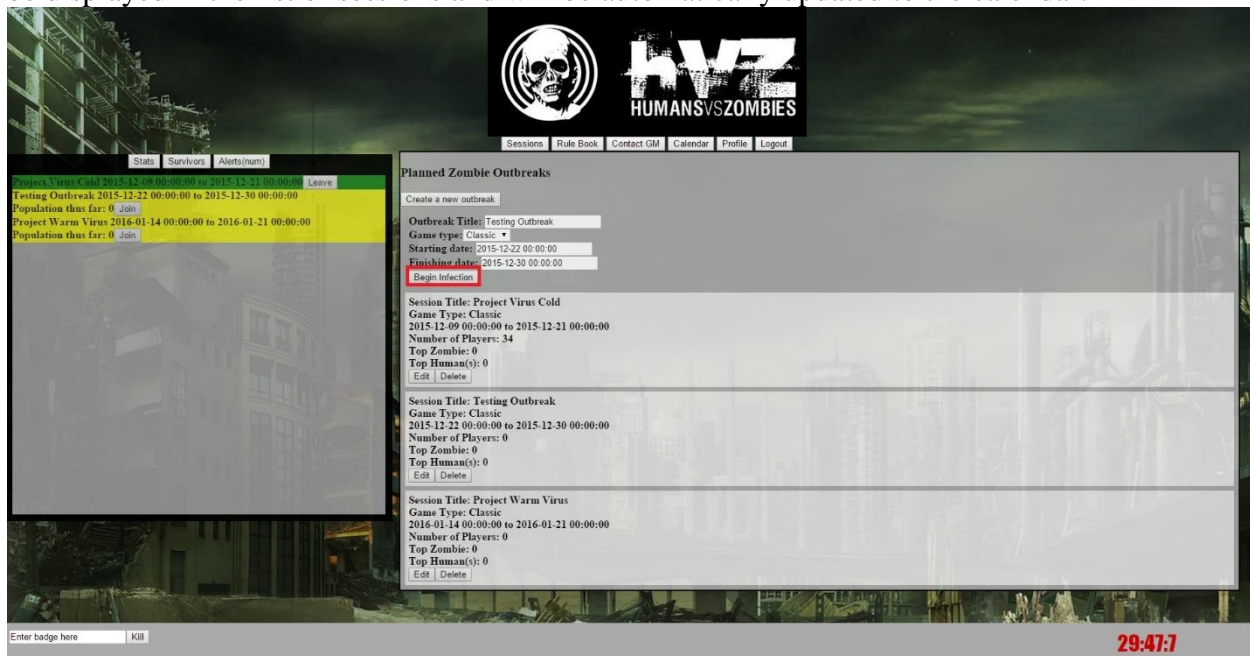 hVZ
HUMANSVSZOMBIES
Sessions Rule Book Contact GM Calendar Profile Logout
Stats Survivors Alerts(num)
Project Virus Cold 2015-12-09 00:00:00 to 2015-12-21 00:00:00 Leave
Testing Outbreak 2015-12-22 00:00:00 to 2015-12-30 00:00:00
Population thus far: 0 Join
Project Warm Virus 2016-01-14 00:00:00 to 2016-01-21 00:00:00
Population thus far: 0 Join
Planned Zombie Outbreaks
Create a new outbreak
Outbreak Title: Testing Outbreak
Game type: Classic
Starting date: 2015-12-22 00:00:00
Finishing date: 2015-12-30 00:00:00
Begin Infection
Session Title: Project Virus Cold
Game Type: Classic
2015-12-09 00:00:00 to 2015-12-21 00:00:00
Number of Players: 34
Top Zombie: 0
Top Human(s): 0
Edit Delete
Session Title: Testing Outbreak
Game Type: Classic
2015-12-22 00:00:00 to 2015-12-30 00:00:00
Number of Players: 0
Top Zombie: 0
Top Human(s): 0
Edit Delete
Session Title: Project Warm Virus
Game Type: Classic
2016-01-14 00:00:00 to 2016-01-21 00:00:00
Number of Players: 0
Top Zombie: 0
Top Human(s): 0
Edit Delete
Enter badge here Kill
29:47:7